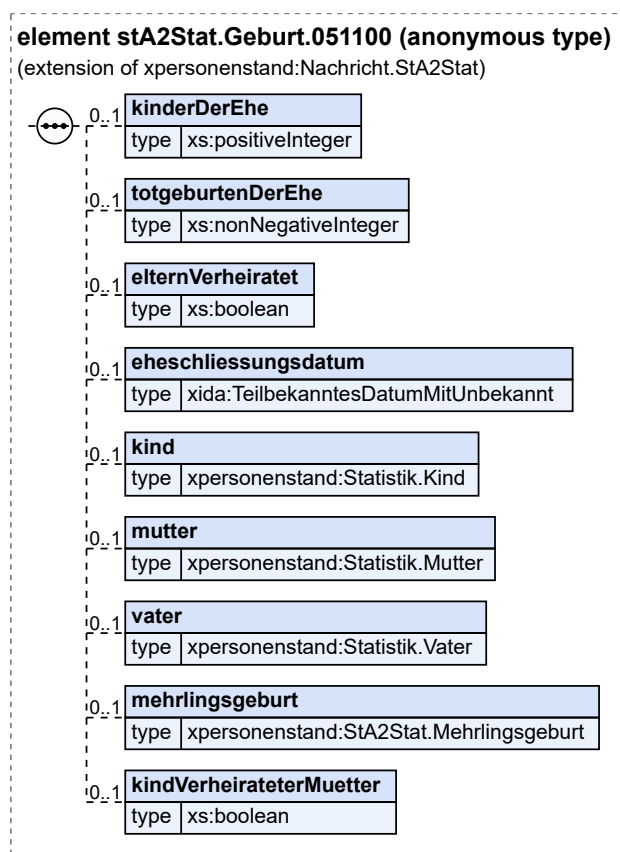 element stA2Stat.Geburt.051100 (anonymous type)
(extension of xpersonenstand:Nachricht.StA2Stat)
0..1 kinderDerEhe
type xs:positiveInteger
0..1 totgeburtenDerEhe
type xs:nonNegativeInteger
0..1 elternVerheiratet
type xs:boolean
0..1 eheschliessungsdatum
type xida:TeilbekanntesDatumMitUnbekannt
0..1 kind
type xpersonenstand:Statistik.Kind
0..1 mutter
type xpersonenstand:Statistik.Mutter
0..1 vater
type xpersonenstand:Statistik.Vater
0..1 mehrlingsgeburt
type xpersonenstand:StA2Stat.Mehrlingsgeburt
0..1 kindVerheirateterMuetter
type xs:boolean